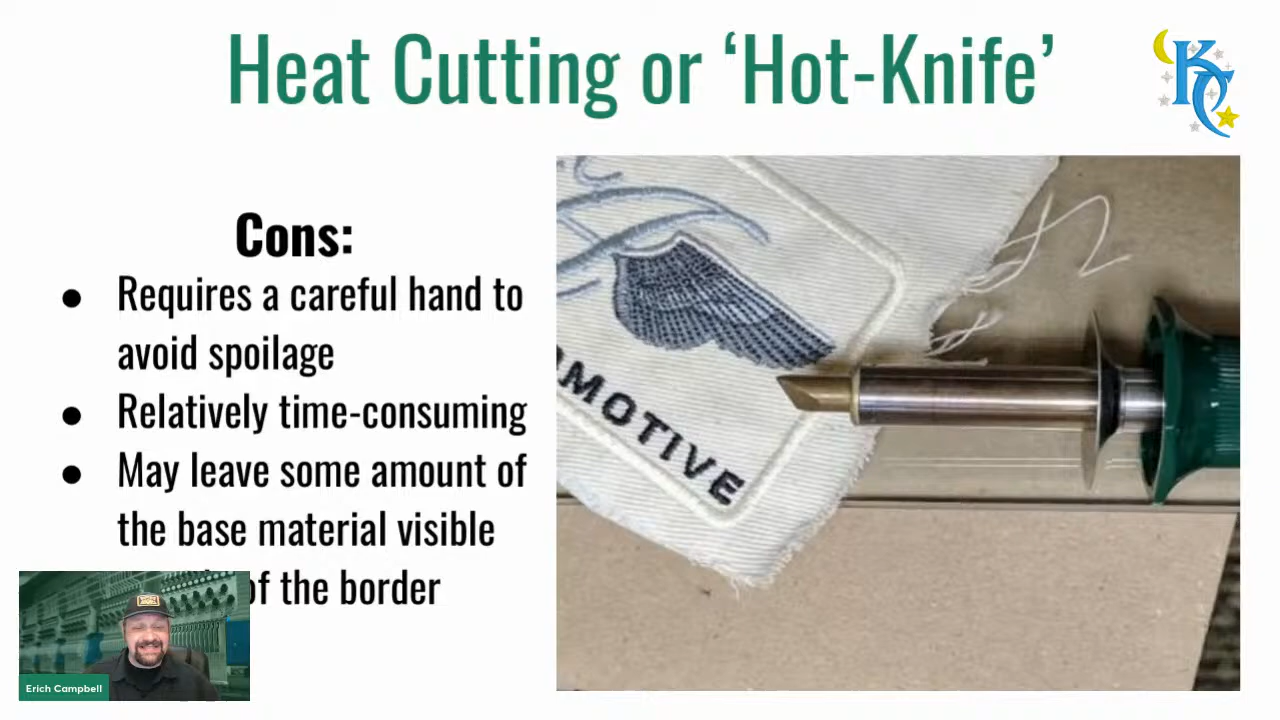 Heat Cutting or ‘Hot-Knife’
KC
Cons:
● Requires a careful hand to
avoid spoilage
● Relatively time-consuming
● May leave some amount of
the base material visible
of the border
MOTIVE
Erich Campbell